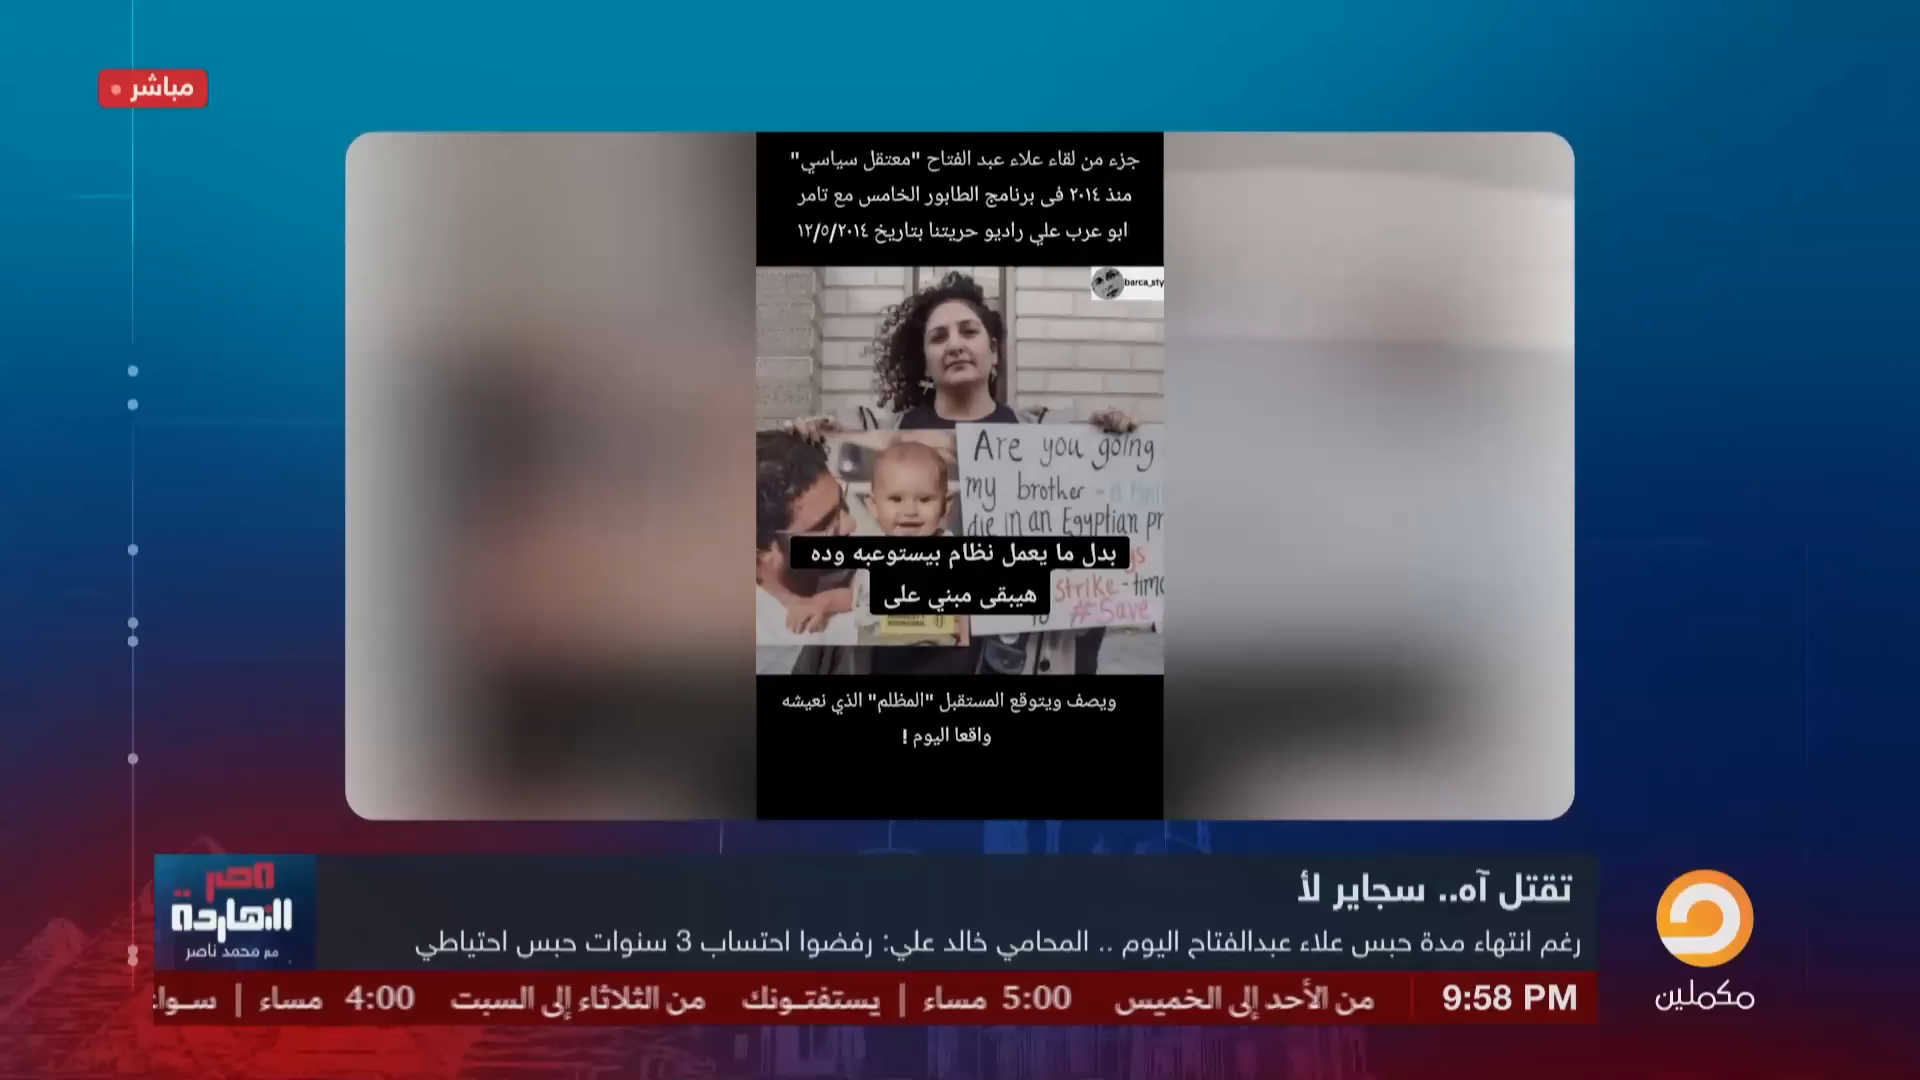 مباشر
جزء من لقاء علاء عبد الفتاح "معتقل سياسي"
منذ ٢٠١٤ فى برنامج الطابور الخامس مع تامر
ابو عرب علي راديو حريتنا بتاريخ ١٢/٥/٢٠١٤
barca_sty
Are you going
my brother -
die in an Egyptian pr
strike - time
to #Save
بدل ما يعمل نظام بيستوعبه وده
هيبقى مبني على
ويصف ويتوقع المستقبل "المظلم" الذي نعيشه
واقعا اليوم !
تقتل آه.. سجاير لأ
رغم انتهاء مدة حبس علاء عبدالفتاح اليوم .. المحامي خالد علي: رفضوا احتساب 3 سنوات حبس احتياطي
مصر
النهاردة
مع محمد ناصر
9:58 PM
من الأحد إلى الخميس 5:00 مساء | يستفتونك من الثلاثاء إلى السبت 4:00 مساء |
مكملين